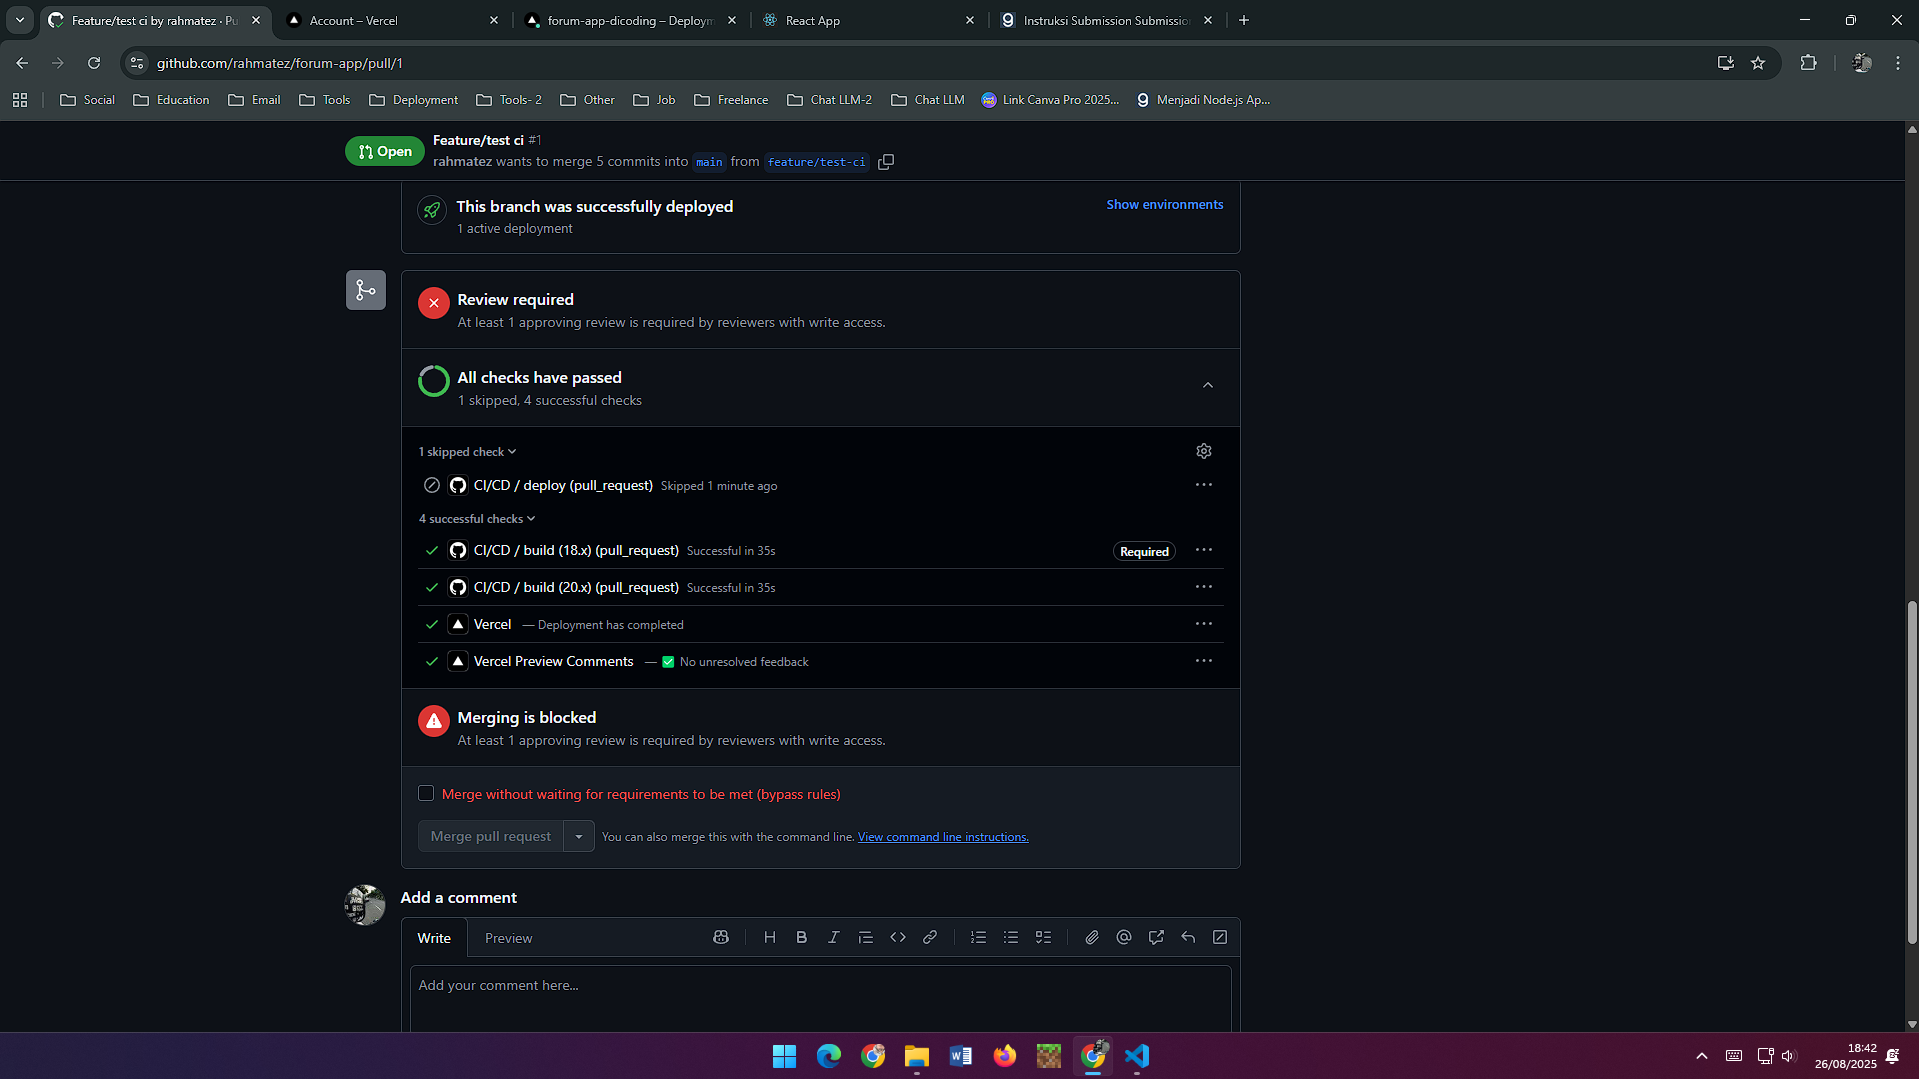 Feature/test ci by rahmatez · Pu
Account – Vercel
forum-app-dicoding – Deploym
React App
Instruksi Submission Submissio
github.com/rahmatez/forum-app/pull/1
Social
Education
Email
Tools
Deployment
Tools- 2
Other
Job
Freelance
Chat LLM-2
Chat LLM
Link Canva Pro 2025...
Menjadi Node.js Ap...
Open
Feature/test ci #1
rahmatez wants to merge 5 commits into main from feature/test-ci
This branch was successfully deployed
Show environments
1 active deployment
Review required
At least 1 approving review is required by reviewers with write access.
All checks have passed
1 skipped, 4 successful checks
1 skipped check
CI/CD / deploy (pull_request) Skipped 1 minute ago
4 successful checks
CI/CD / build (18.x) (pull_request) Successful in 35s
Required
CI/CD / build (20.x) (pull_request) Successful in 35s
Vercel — Deployment has completed
Vercel Preview Comments — ✅ No unresolved feedback
Merging is blocked
At least 1 approving review is required by reviewers with write access.
Merge without waiting for requirements to be met (bypass rules)
Merge pull request
You can also merge this with the command line. View command line instructions.
Add a comment
Write
Preview
Add your comment here...
18:42
26/08/2025